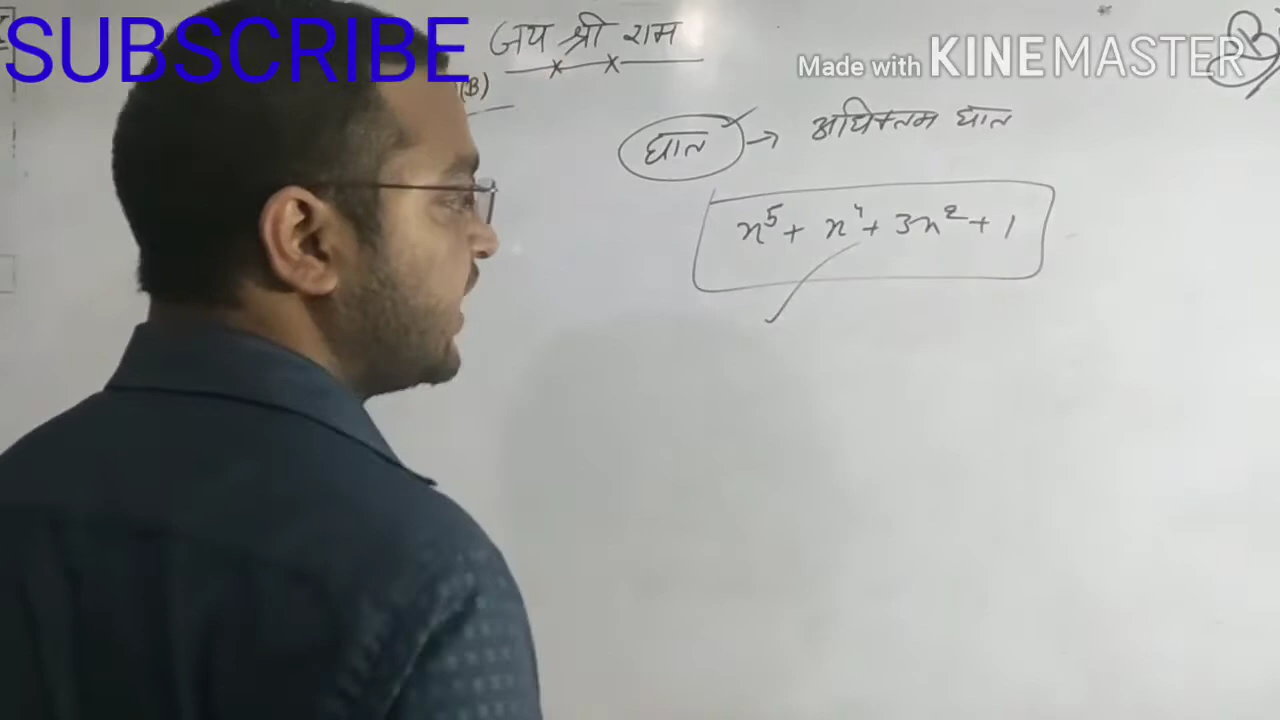 SUBSCRIBE
जय श्री राम
Made with KINEMASTER
(B)
घात → अधिकतम घात
x⁵ + x⁴ + 3x² + 1